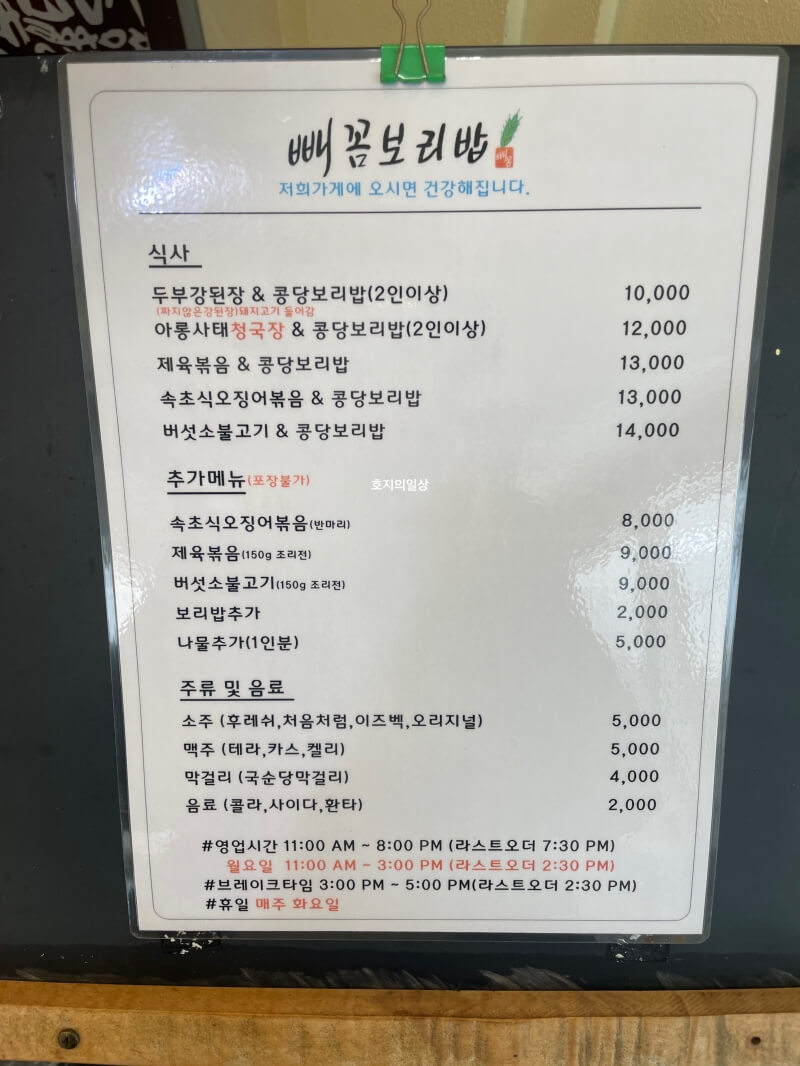 빼꼼보리밥
빼꼼
저희가게에 오시면 건강해집니다.
식사
두부강된장 & 콩당보리밥(2인이상) 10,000
(짜지않은강된장)돼지고기 들어감
아롱사태청국장 & 콩당보리밥(2인이상) 12,000
제육볶음 & 콩당보리밥 13,000
속초식오징어볶음 & 콩당보리밥 13,000
버섯소불고기 & 콩당보리밥 14,000
추가메뉴(포장불가)
호지의일상
속초식오징어볶음(반마리) 8,000
제육볶음(150g 조리전) 9,000
버섯소불고기(150g 조리전) 9,000
보리밥추가 2,000
나물추가(1인분) 5,000
주류 및 음료
소주 (후레쉬,처음처럼,이즈벡,오리지널) 5,000
맥주 (테라,카스,켈리) 5,000
막걸리 (국순당막걸리) 4,000
음료 (콜라,사이다,환타) 2,000
#영업시간 11:00 AM ~ 8:00 PM (라스트오더 7:30 PM)
월요일 11:00 AM ~ 3:00 PM (라스트오더 2:30 PM)
#브레이크타임 3:00 PM ~ 5:00 PM(라스트오더 2:30 PM)
#휴일 매주 화요일